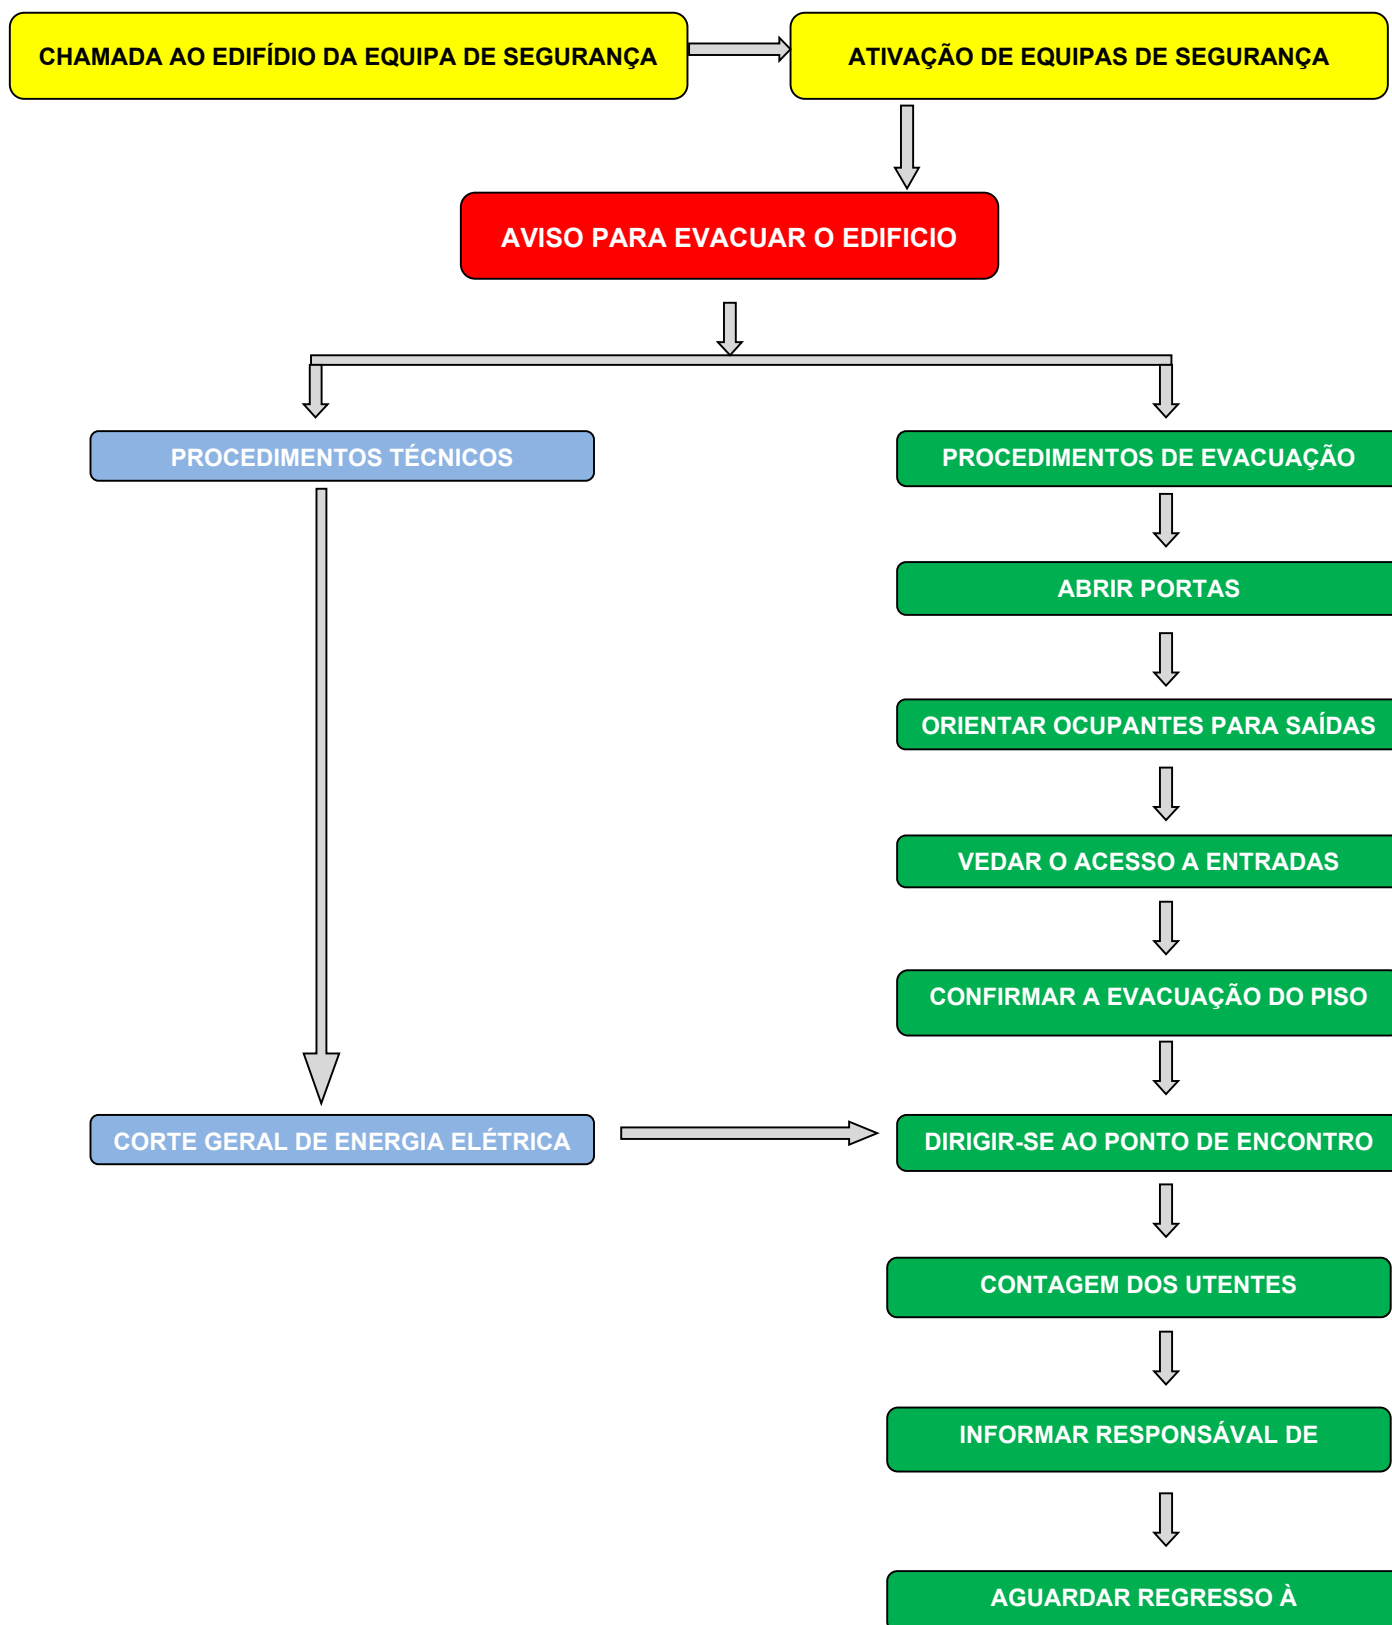 CHAMADA AO EDIFÍDIO DA EQUIPA DE SEGURANÇA
ATIVAÇÃO DE EQUIPAS DE SEGURANÇA
AVISO PARA EVACUAR O EDIFICIO
PROCEDIMENTOS TÉCNICOS
PROCEDIMENTOS DE EVACUAÇÃO
ABRIR PORTAS
ORIENTAR OCUPANTES PARA SAÍDAS
VEDAR O ACESSO A ENTRADAS
CONFIRMAR A EVACUAÇÃO DO PISO
CORTE GERAL DE ENERGIA ELÉTRICA
DIRIGIR-SE AO PONTO DE ENCONTRO
CONTAGEM DOS UTENTES
INFORMAR RESPONSÁVAL DE
AGUARDAR REGRESSO À